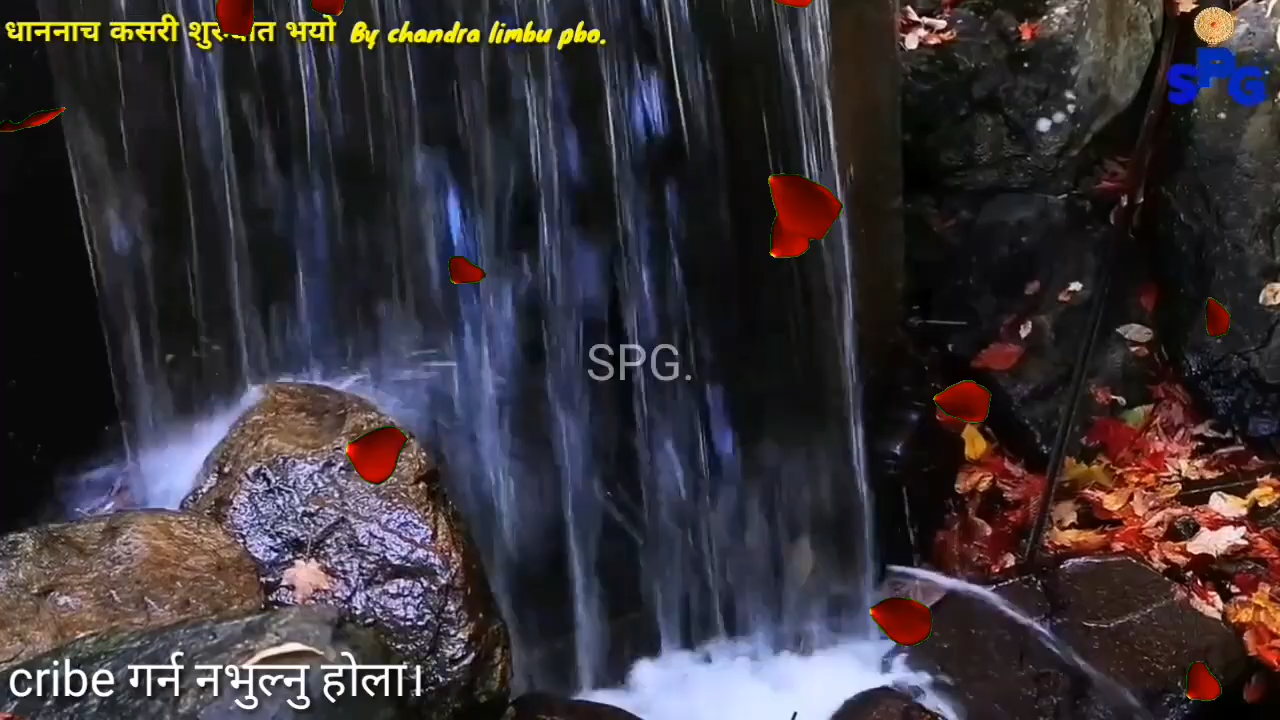 धाननाच कसरी शुरुवात भयो By chandra limbu pbo.
SPG
SPG.
cribe गर्न नभुल्नु होला।